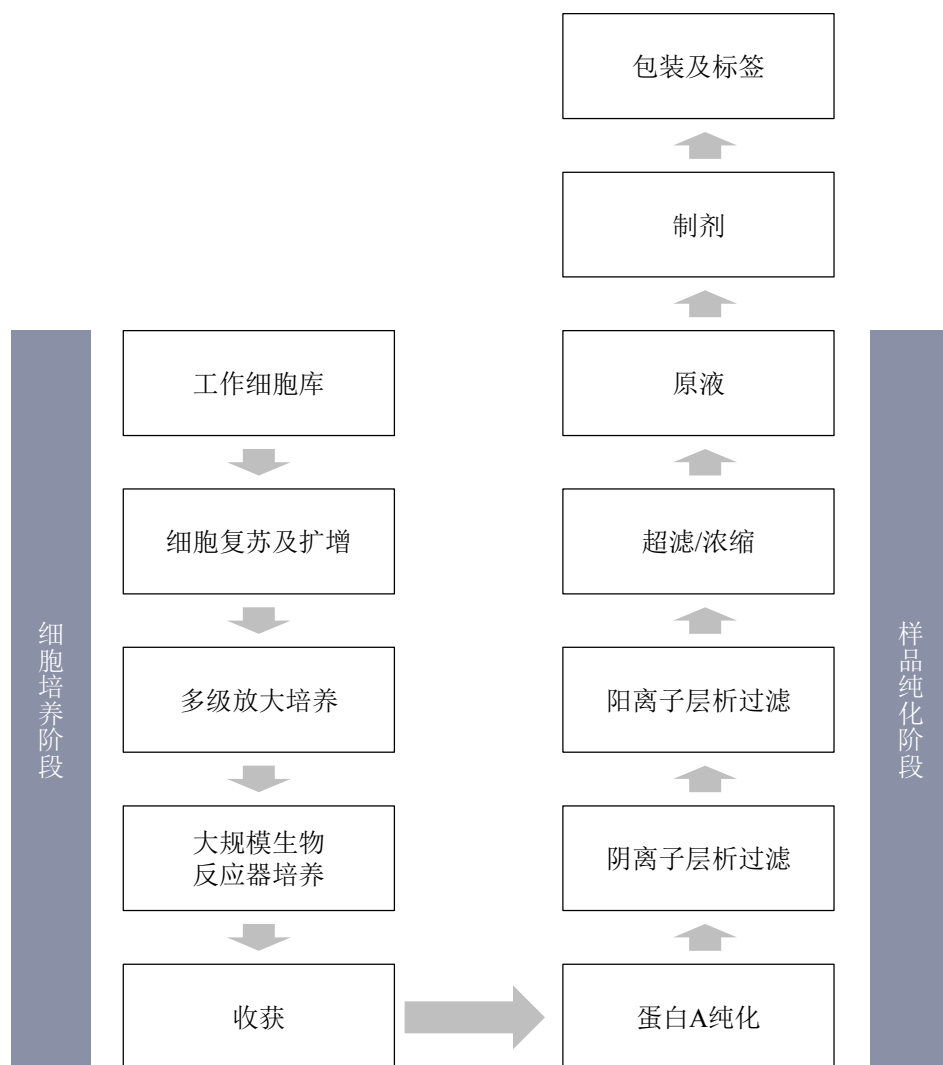 细胞培养阶段
工作细胞库
细胞复苏及扩增
多级放大培养
大规模生物
反应器培养
收获
蛋白A纯化
阴离子层析过滤
阳离子层析过滤
超滤/浓缩
原液
制剂
包装及标签
样品纯化阶段